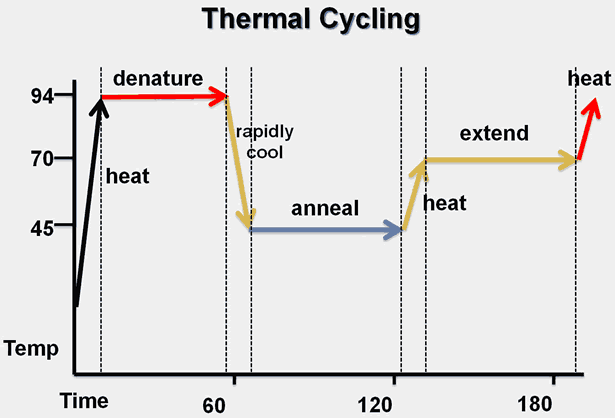 Thermal Cycling
denature
heat
94
rapidly
cool
extend
70
heat
anneal
heat
45
Temp
Time
60
120
180